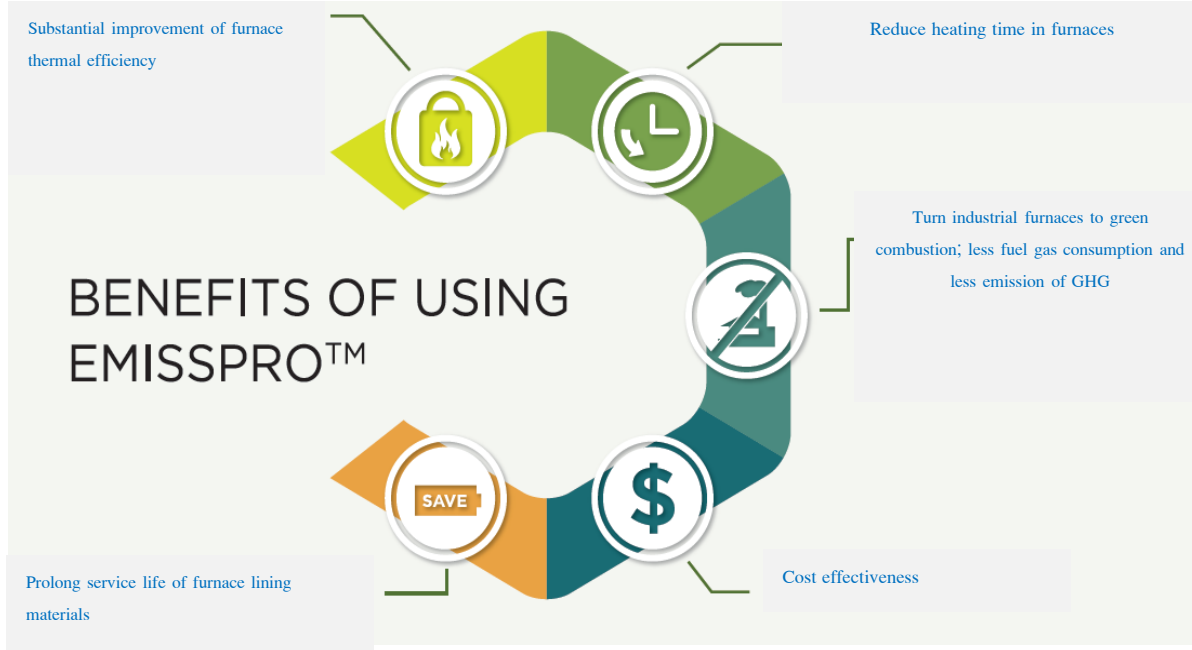 Substantial improvement of furnace
thermal efficiency
Reduce heating time in furnaces
Turn industrial furnaces to green
combustion; less fuel gas consumption and
less emission of GHG
BENEFITS OF USING
EMISSPRO™
SAVE
$
Prolong service life of furnace lining
materials
Cost effectiveness